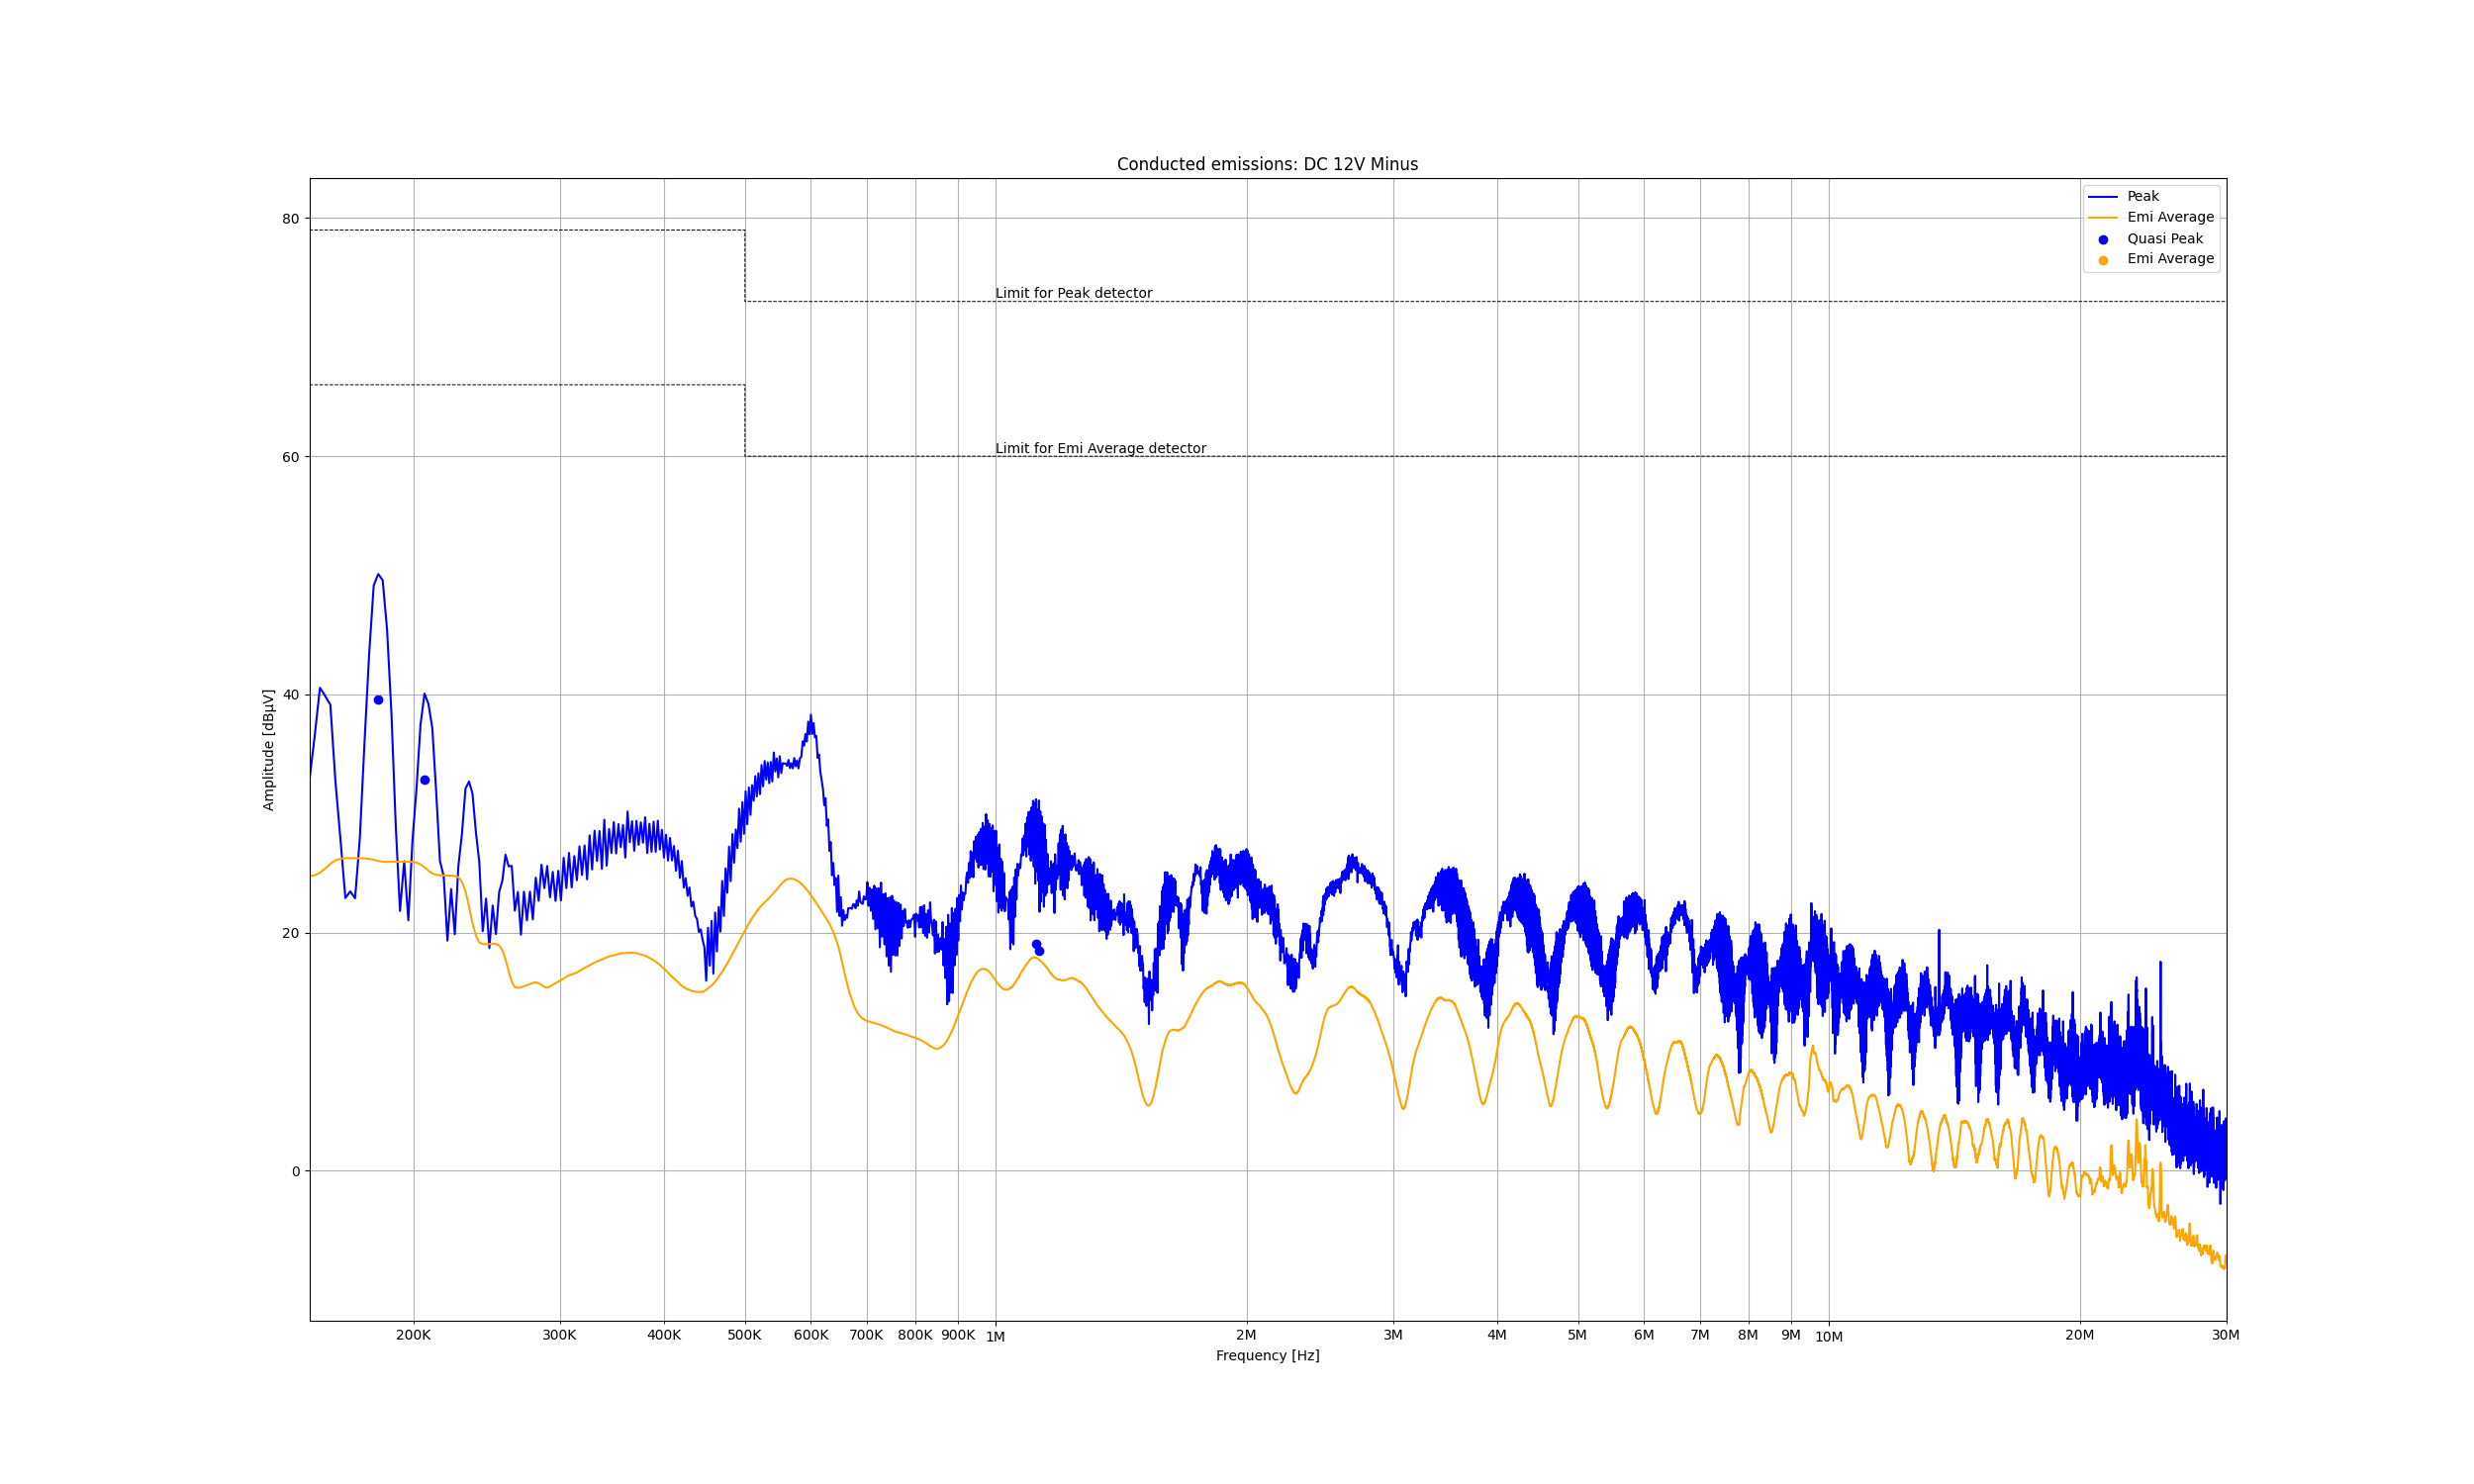 Conducted emissions: DC 12V Minus
Peak
Emi Average
Quasi Peak
Emi Average
80
Limit for Peak detector
60
Limit for Emi Average detector
40
20
0
Amplitude [dBµV]
200K 300K 400K 500K 600K 700K 800K 900K 1M 2M 3M 4M 5M 6M 7M 8M 9M 10M 20M 30M
Frequency [Hz]